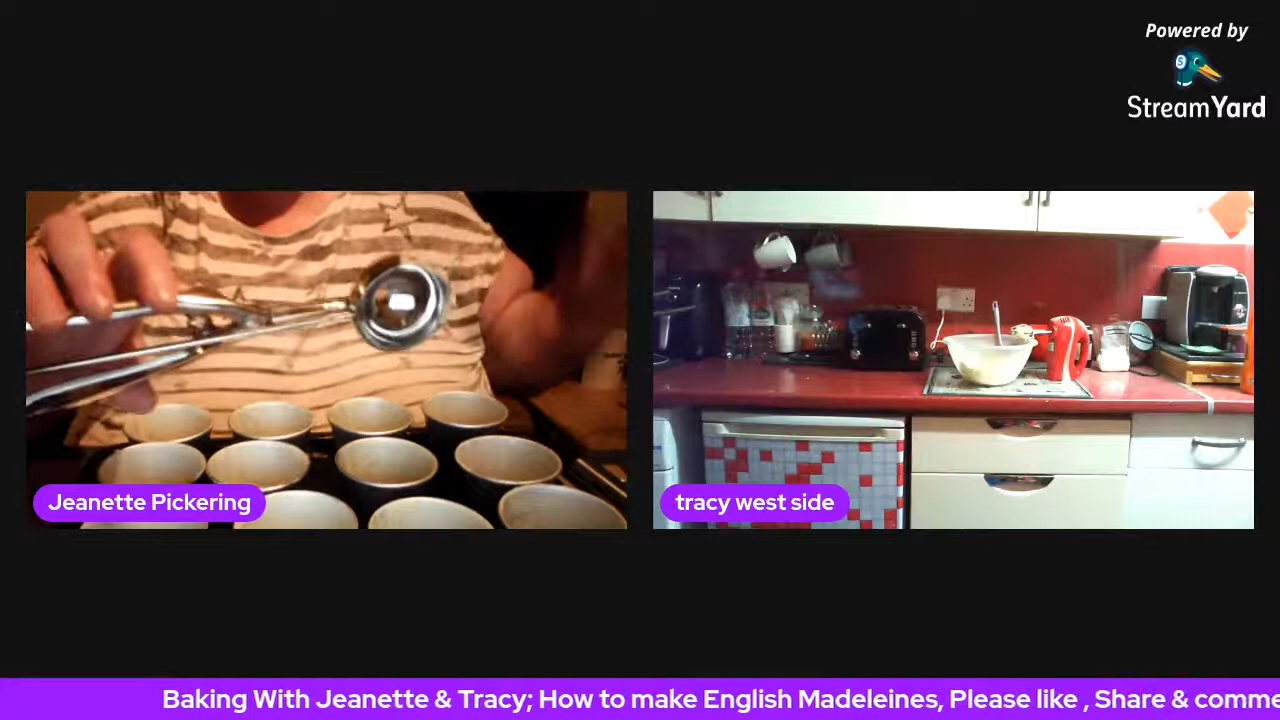 Powered by
StreamYard
Jeanette Pickering
tracy west side
Baking With Jeanette & Tracy; How to make English Madeleines, Please like , Share & comme